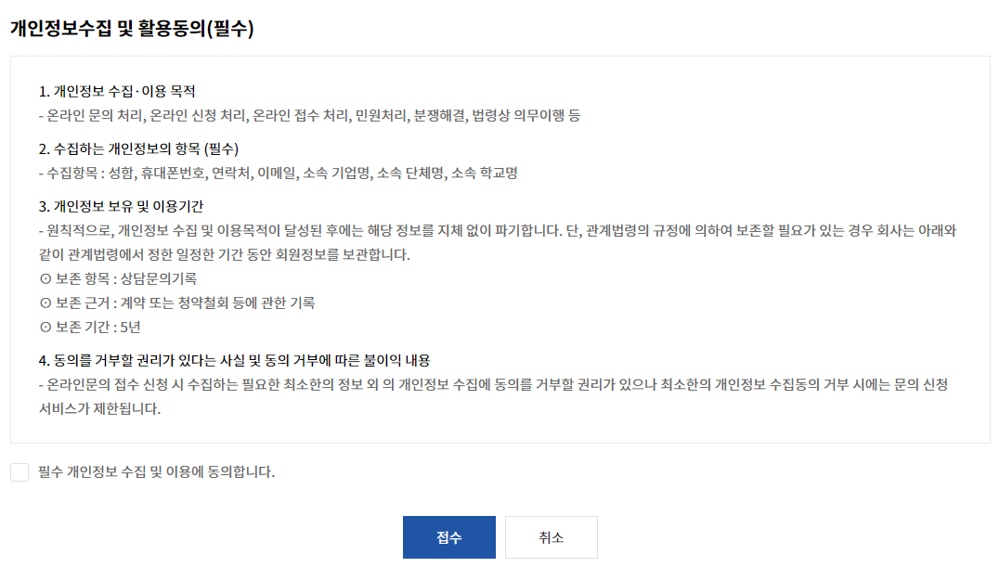 개인정보수집 및 활용동의(필수)
1. 개인정보 수집·이용 목적
- 온라인 문의 처리, 온라인 신청 처리, 온라인 접수 처리, 민원처리, 분쟁해결, 법령상 의무이행 등
2. 수집하는 개인정보의 항목 (필수)
- 수집항목 : 성함, 휴대폰번호, 연락처, 이메일, 소속 기업명, 소속 단체명, 소속 학교명
3. 개인정보 보유 및 이용기간
- 원칙적으로, 개인정보 수집 및 이용목적이 달성된 후에는 해당 정보를 지체 없이 파기합니다. 단, 관계법령의 규정에 의하여 보존할 필요가 있는 경우 회사는 아래와
같이 관계법령에서 정한 일정한 기간 동안 회원정보를 보관합니다.
⊙ 보존 항목 : 상담문의기록
⊙ 보존 근거 : 계약 또는 청약철회 등에 관한 기록
⊙ 보존 기간 : 5년
4. 동의를 거부할 권리가 있다는 사실 및 동의 거부에 따른 불이익 내용
- 온라인문의 접수 신청 시 수집하는 필요한 최소한의 정보 외 의 개인정보 수집에 동의를 거부할 권리가 있으나 최소한의 개인정보 수집동의 거부 시에는 문의 신청
서비스가 제한됩니다.
필수 개인정보 수집 및 이용에 동의합니다.
접수 취소